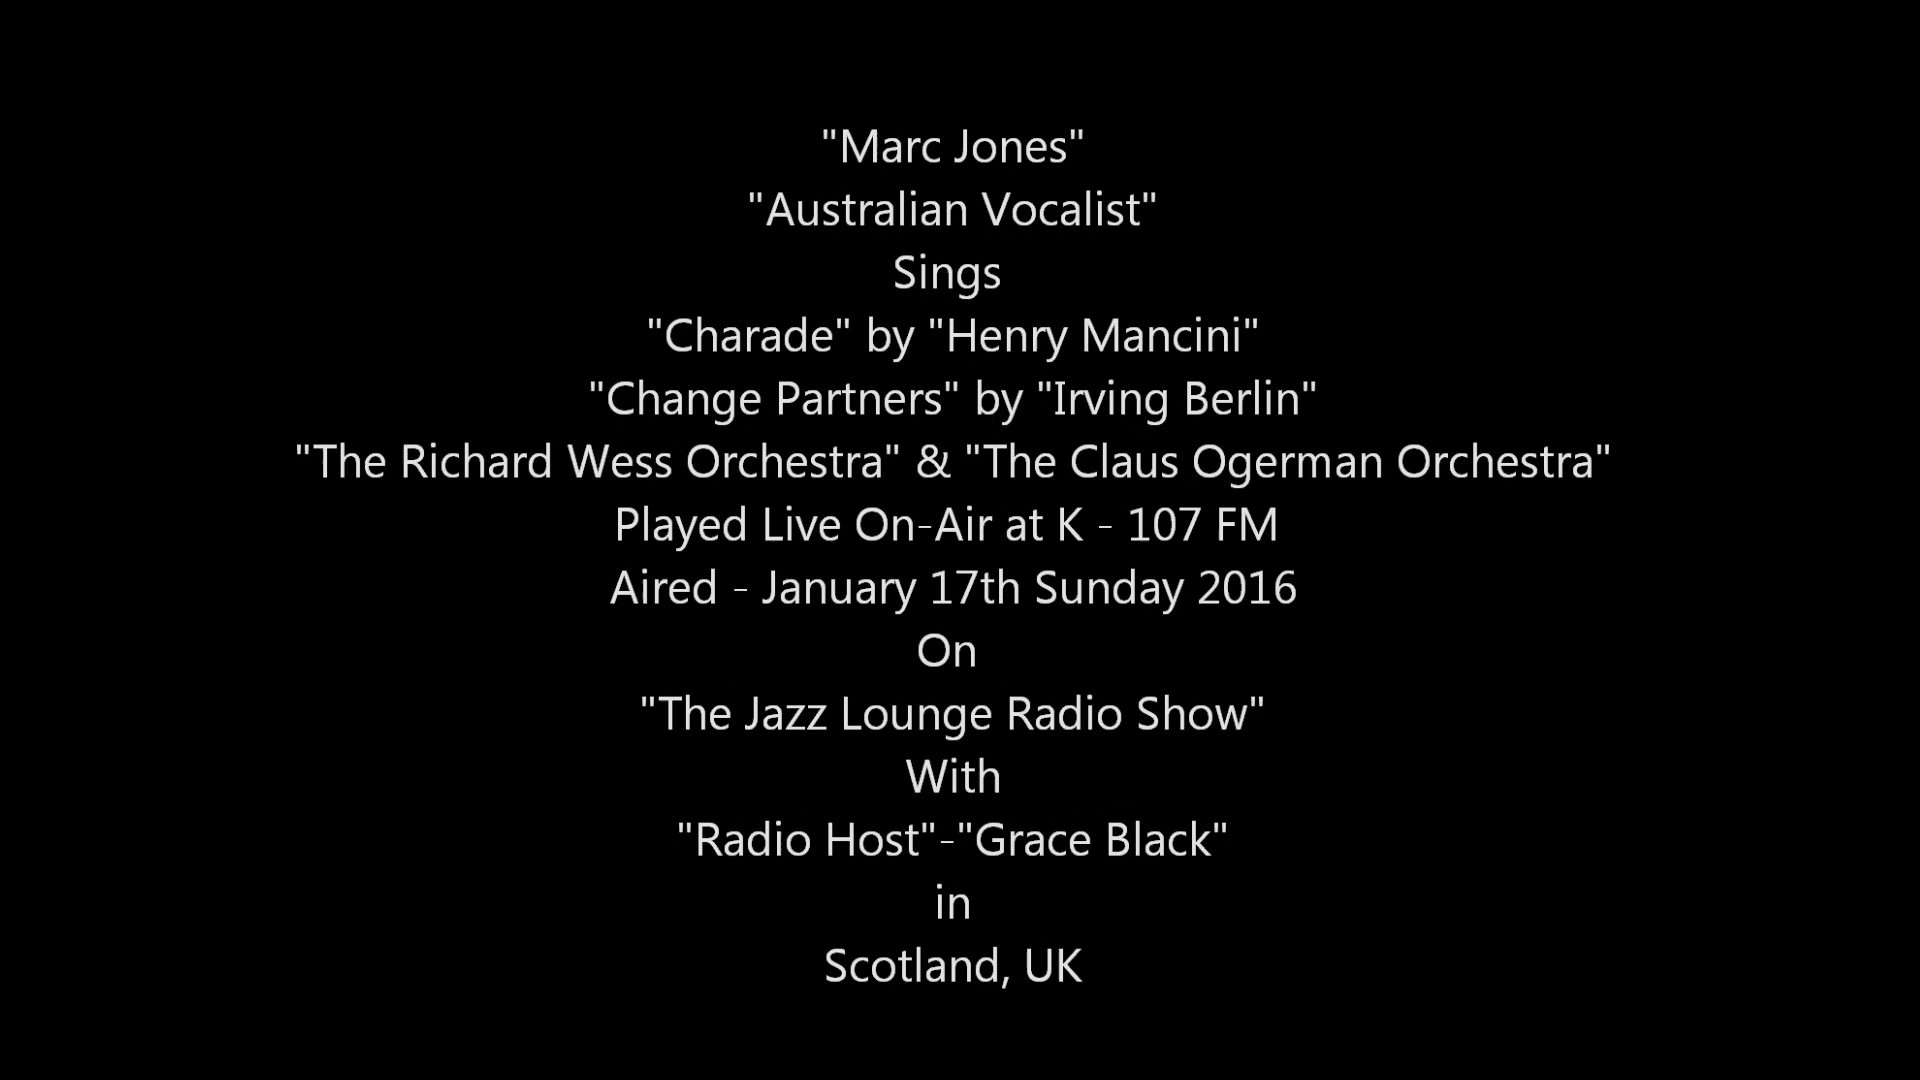 "Marc Jones"
"Australian Vocalist"
Sings
"Charade" by "Henry Mancini"
"Change Partners" by "Irving Berlin"
"The Richard Wess Orchestra" & "The Claus Ogerman Orchestra"
Played Live On-Air at K - 107 FM
Aired - January 17th Sunday 2016
On
"The Jazz Lounge Radio Show"
With
"Radio Host"-"Grace Black"
in
Scotland, UK